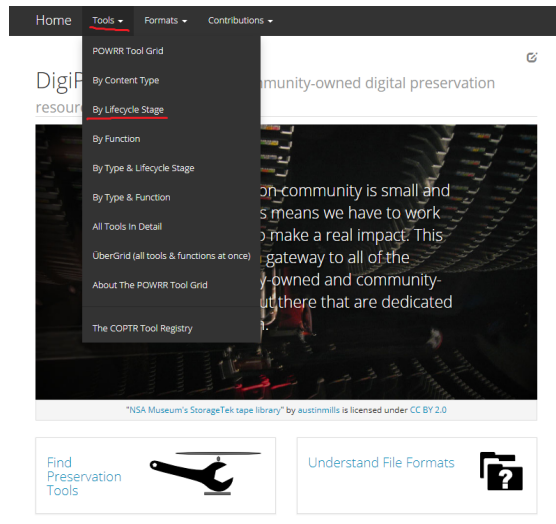 Home Tools Formats Contributions
POWRR Tool Grid
DigiP
mmunity-owned digital preservation
By Content Type
resour
By Lifecycle Stage
By Function
By Type & Lifecycle Stage
By Type & Function
All Tools In Detail
ÜberGrid (all tools & functions at once)
About The POWRR Tool Grid
The COPTR Tool Registry
on community is small and
s means we have to work
o make a real impact. This
gateway to all of the
y-owned and community-
ut there that are dedicated
"NSA Museum's StorageTek tape library" by austinmills is licensed under CC BY 2.0
Find
Preservation
Tools
Understand File Formats
?